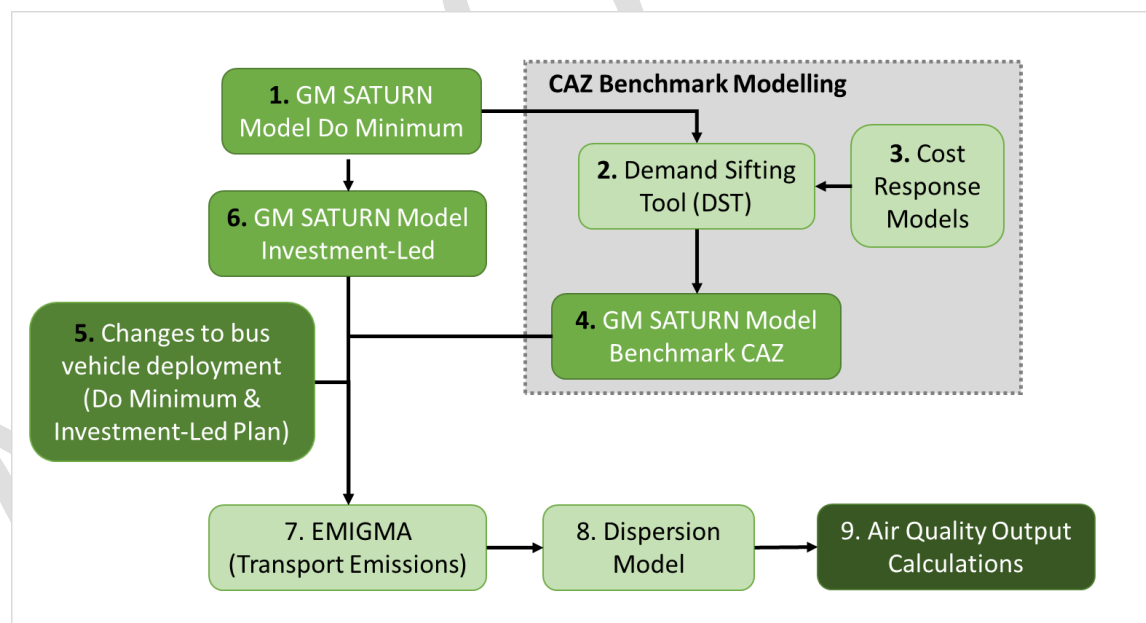 CAZ Benchmark Modelling
1. GM SATURN
Model Do Minimum
2. Demand Sifting
Tool (DST)
3. Cost
Response
Models
6. GM SATURN Model
Investment-Led
4. GM SATURN Model
Benchmark CAZ
5. Changes to bus
vehicle deployment
(Do Minimum &
Investment-Led Plan)
7. EMIGMA
(Transport Emissions)
8. Dispersion
Model
9. Air Quality Output
Calculations